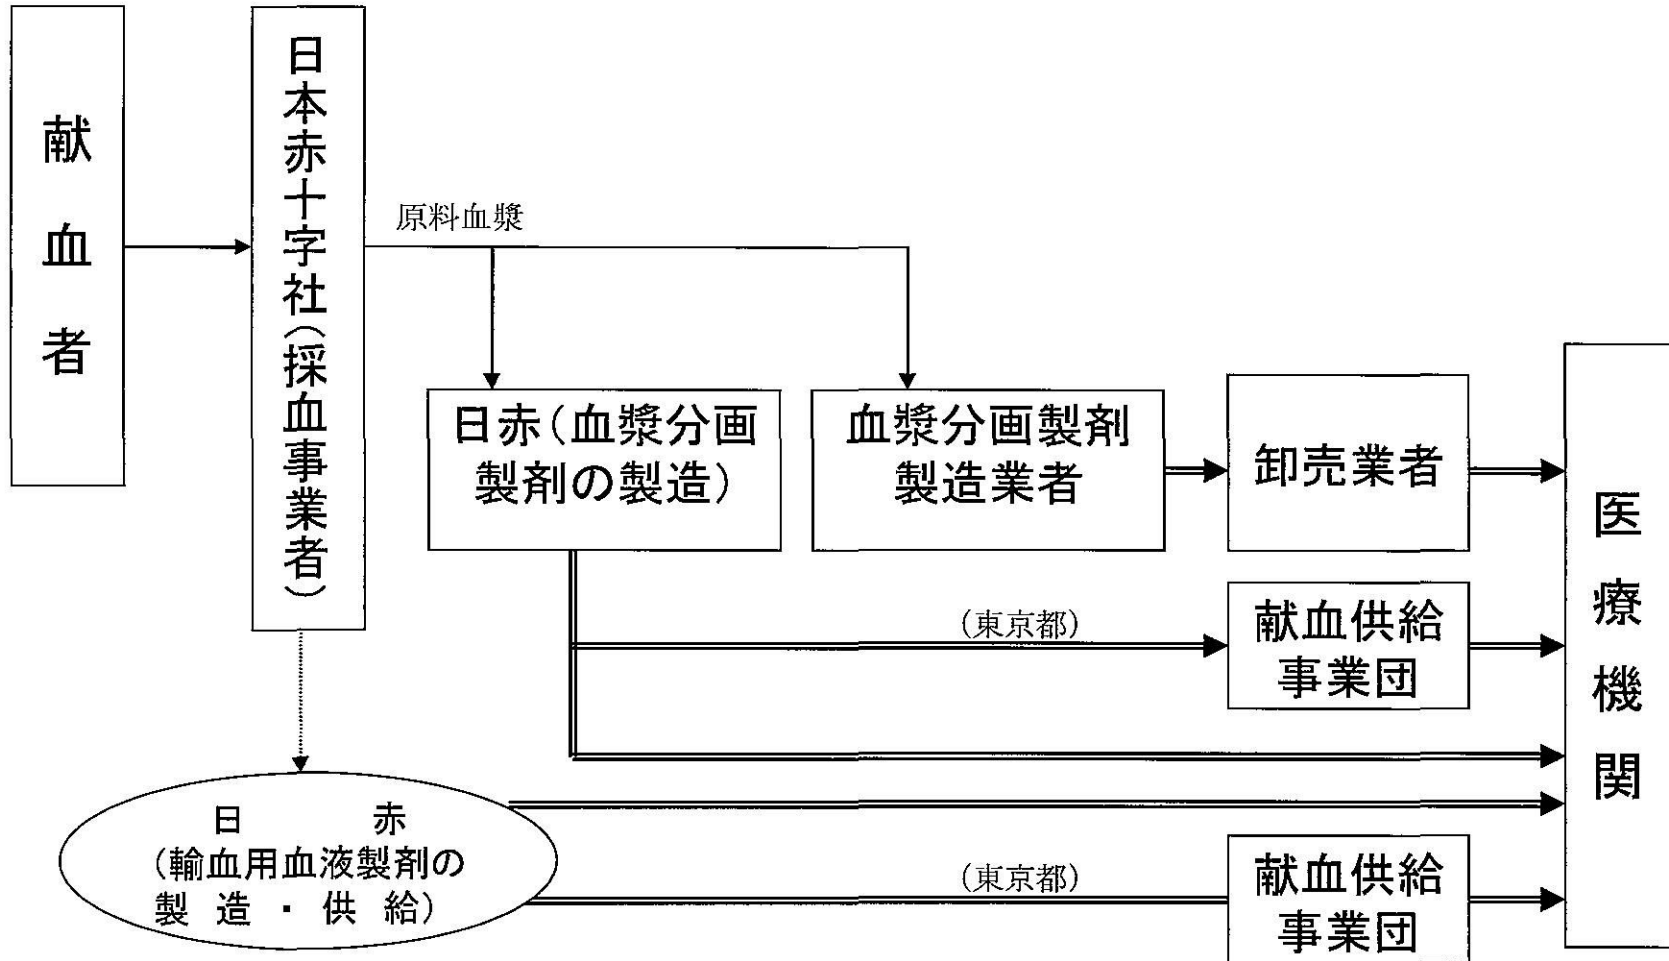 献血者
日本赤十字社(採血事業者)
原料血漿
日赤(血漿分画
製剤の製造)
血漿分画製剤
製造業者
卸売業者
医療機関
(東京都)
献血供給
事業団
日 赤
(輸血用血液製剤の
製 造 ・ 供 給)
(東京都)
献血供給
事業団